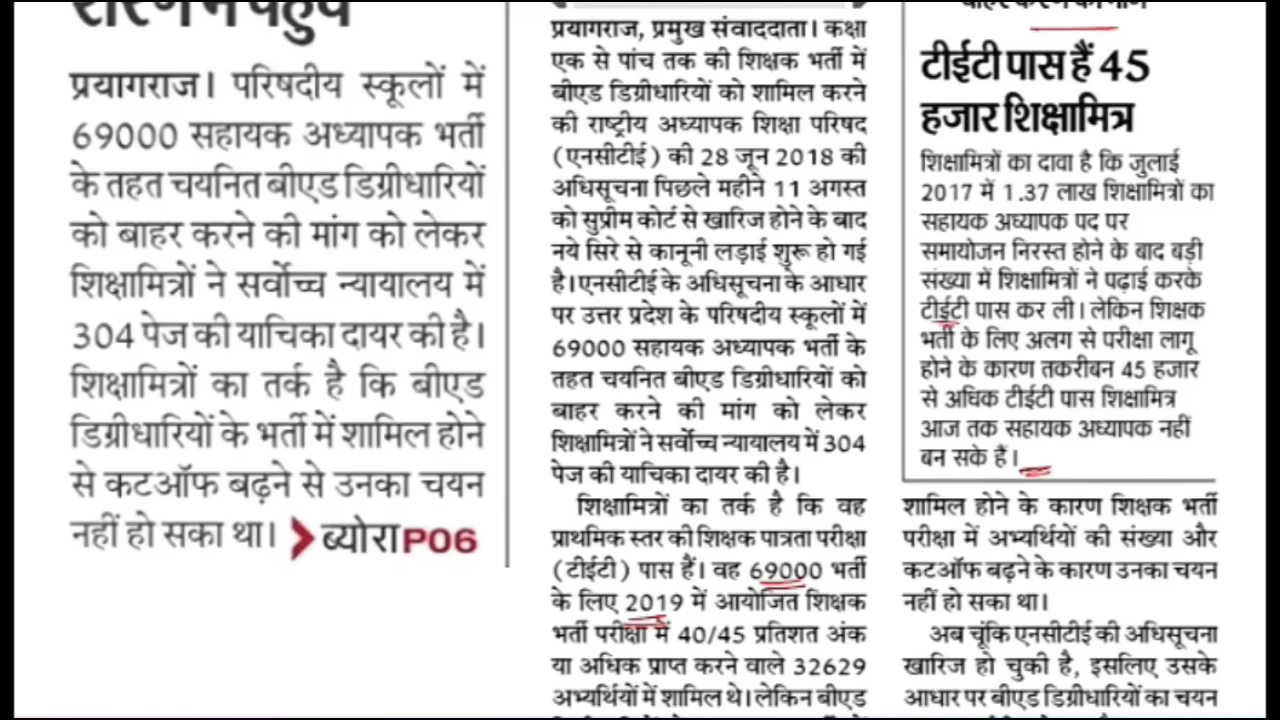 प्रयागराज। परिषदीय स्कूलों में
69000 सहायक अध्यापक भर्ती
के तहत चयनित बीएड डिग्रीधारियों
को बाहर करने की मांग को लेकर
शिक्षामित्रों ने सर्वोच्च न्यायालय में
304 पेज की याचिका दायर की है।
शिक्षामित्रों का तर्क है कि बीएड
डिग्रीधारियों के भर्ती में शामिल होने
से कटऑफ बढ़ने से उनका चयन
नहीं हो सका था। ब्योरा P06
प्रयागराज, प्रमुख संवाददाता। कक्षा
एक से पांच तक की शिक्षक भर्ती में
बीएड डिग्रीधारियों को शामिल करने
की राष्ट्रीय अध्यापक शिक्षा परिषद
(एनसीटीई) की 28 जून 2018 की
अधिसूचना पिछले महीने 11 अगस्त
को सुप्रीम कोर्ट से खारिज होने के बाद
नये सिरे से कानूनी लड़ाई शुरू हो गई
है। एनसीटीई के अधिसूचना के आधार
पर उत्तर प्रदेश के परिषदीय स्कूलों में
69000 सहायक अध्यापक भर्ती के
तहत चयनित बीएड डिग्रीधारियों को
बाहर करने की मांग को लेकर
शिक्षामित्रों ने सर्वोच्च न्यायालय में 304
पेज की याचिका दायर की है।
शिक्षामित्रों का तर्क है कि वह
प्राथमिक स्तर की शिक्षक पात्रता परीक्षा
(टीईटी) पास हैं। वह 69000 भर्ती
के लिए 2019 में आयोजित शिक्षक
भर्ती परीक्षा में 40/45 प्रतिशत अंक
या अधिक प्राप्त करने वाले 32629
अभ्यर्थियों में शामिल थे। लेकिन बीएड
टीईटी पास हैं 45
हजार शिक्षामित्र
शिक्षामित्रों का दावा है कि जुलाई
2017 में 1.37 लाख शिक्षामित्रों का
सहायक अध्यापक पद पर
समायोजन निरस्त होने के बाद बड़ी
संख्या में शिक्षामित्रों ने पढ़ाई करके
टीईटी पास कर ली। लेकिन शिक्षक
भर्ती के लिए अलग से परीक्षा लागू
होने के कारण तकरीबन 45 हजार
से अधिक टीईटी पास शिक्षामित्र
आज तक सहायक अध्यापक नहीं
बन सके हैं।
शामिल होने के कारण शिक्षक भर्ती
परीक्षा में अभ्यर्थियों की संख्या और
कटऑफ बढ़ने के कारण उनका चयन
नहीं हो सका था।
अब चूंकि एनसीटीई की अधिसूचना
खारिज हो चुकी है, इसलिए उसके
आधार पर बीएड डिग्रीधारियों का चयन